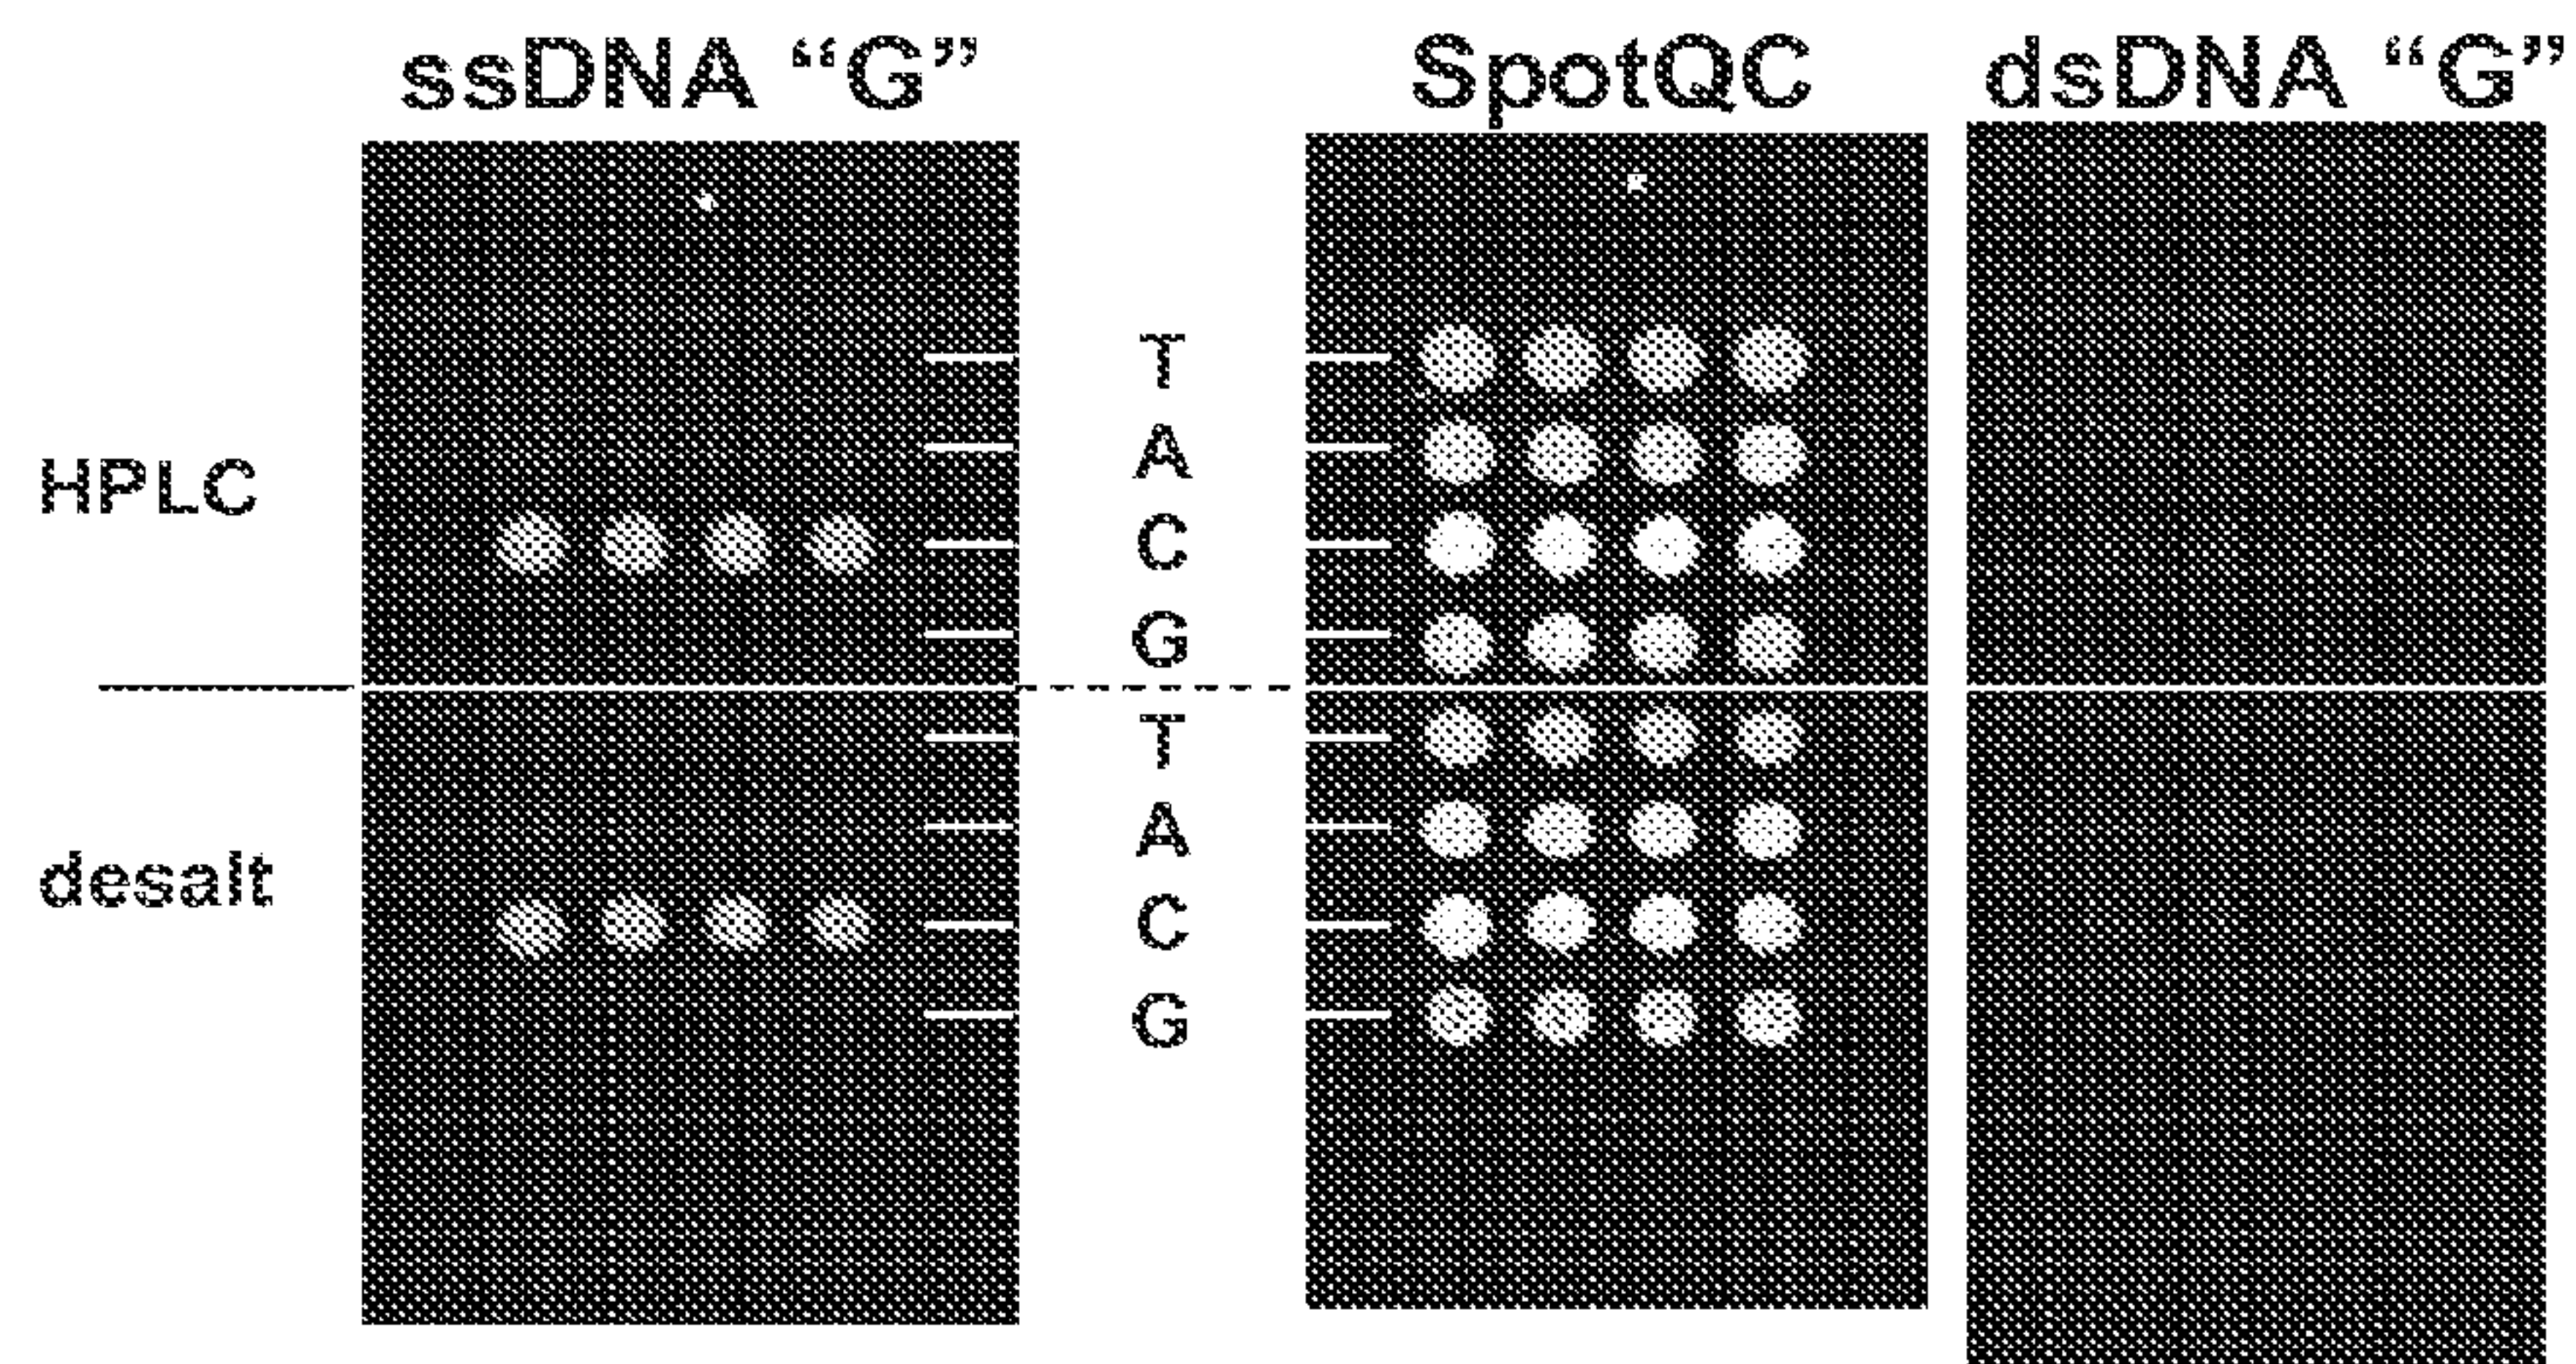 ssDNA “G” SpotQC dsDNA “G”
HPLC
T
A
C
G
desalt
T
A
C
G